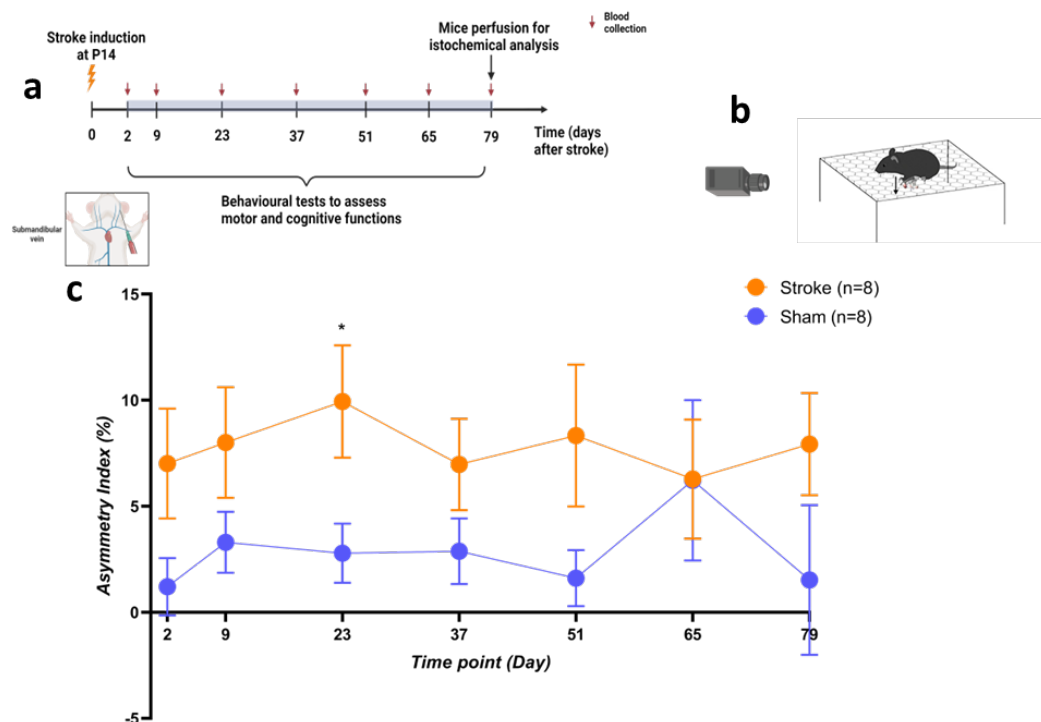 Stroke induction
at P14
Mice perfusion for
istochemical analysis
Blood
collection
a
0 2 9 23 37 51 65 79
Time (days
after stroke)
Behavioural tests to assess
motor and cognitive functions
Submandibular
vein
b
c
Stroke (n=8)
Sham (n=8)
*
15
10
5
0
-5
Asymmetry Index (%)
2 9 23 37 51 65 79
Time point (Day)